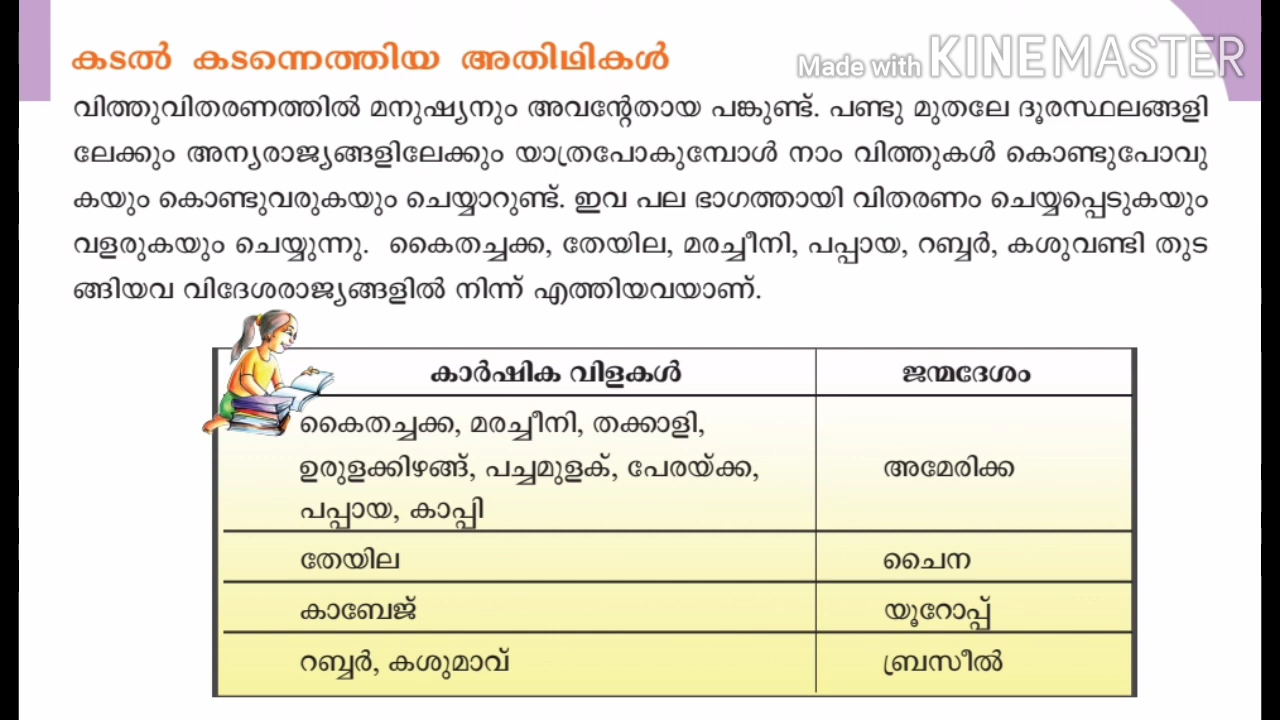 കടൽ കടന്നെത്തിയ അതിഥികൾ
Made with KINEMASTER
വിത്തുവിതരണത്തിൽ മനുഷ്യനും അവന്റേതായ പങ്കുണ്ട്. പണ്ടു മുതലേ ദൂരസ്ഥലങ്ങളി
ലേക്കും അന്യരാജ്യങ്ങളിലേക്കും യാത്രപോകുമ്പോൾ നാം വിത്തുകൾ കൊണ്ടുപോവു
കയും കൊണ്ടുവരുകയും ചെയ്യാറുണ്ട്. ഇവ പല ഭാഗത്തായി വിതരണം ചെയ്യപ്പെടുകയും
വളരുകയും ചെയ്യുന്നു. കൈതച്ചക്ക, തേയില, മരച്ചീനി, പപ്പായ, റബ്ബർ, കശുവണ്ടി തുട
ങ്ങിയവ വിദേശരാജ്യങ്ങളിൽ നിന്ന് എത്തിയവയാണ്.
കാർഷിക വിളകൾ ജന്മദേശം
കൈതച്ചക്ക, മരച്ചീനി, തക്കാളി,
ഉരുളക്കിഴങ്ങ്, പച്ചമുളക്, പേരയ്ക്ക, അമേരിക്ക
പപ്പായ, കാപ്പി
തേയില ചൈന
കാബേജ് യൂറോപ്പ്
റബ്ബർ, കശുമാവ് ബ്രസീൽ